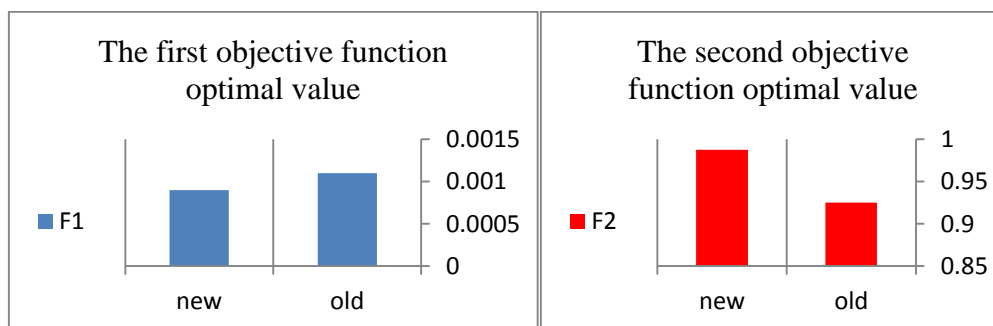 The first objective function
optimal value
0.0015
0.001
0.0005
0
F1
new old
The second objective
function optimal value
1
0.95
0.9
0.85
F2
new old